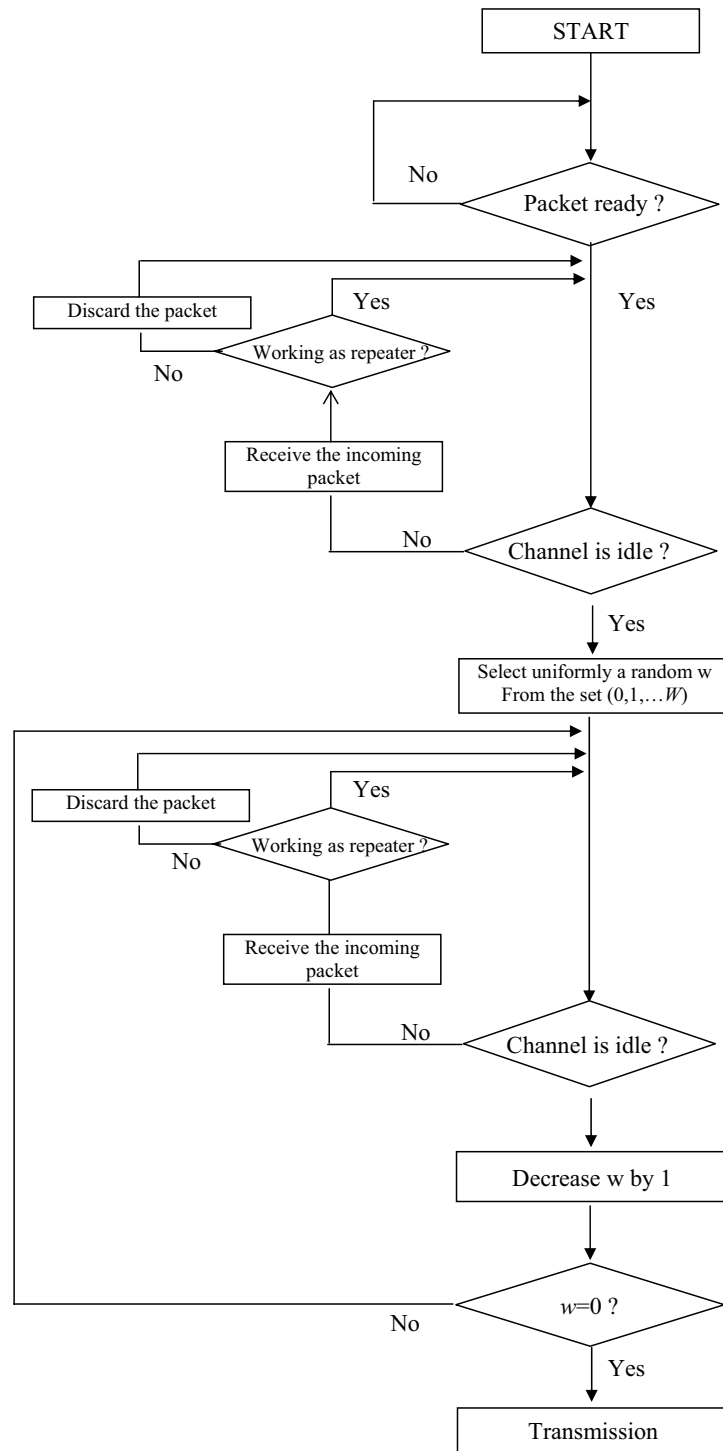 START
No
Packet ready ?
Yes
Discard the packet
Yes
No
Working as repeater ?
Receive the incoming
packet
No
Channel is idle ?
Yes
Select uniformly a random w
From the set (0,1,…W)
Yes
Discard the packet
No
Working as repeater ?
Receive the incoming
packet
No
Channel is idle ?
Decrease w by 1
w=0 ?
No
Yes
Transmission